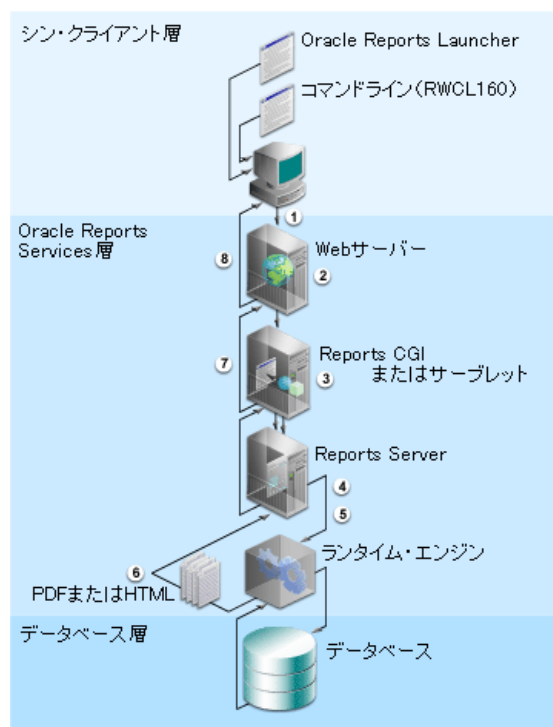 シン・クライアント層
Oracle Reports Launcher
コマンドライン(RWCL160)
①
Oracle Reports
Services層
⑧
Webサーバー
②
⑦
Reports CGI
またはサーブレット
③
Reports Server
④
⑤
⑥
ランタイム・エンジン
PDFまたはHTML
データベース層
データベース